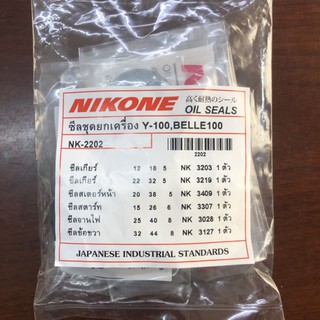 NIKONE
高く耐熱のシール
OIL SEALS
ซีลชุดยกเครื่อง Y-100,BELLE100
NK-2202
2202
ซีลเกียร์ 12 18 5 NK 3203 1 ตัว
ซีลเกียร์ 22 32 5 NK 3219 1 ตัว
ซีลสเตอร์หน้า 20 38 5 NK 3409 1 ตัว
ซีลสตาร์ท 15 26 6 NK 3307 1 ตัว
ซีลจานไฟ 25 40 8 NK 3028 1 ตัว
ซีลข้อขวา 32 44 8 NK 3127 1 ตัว
JAPANESE INDUSTRIAL STANDARDS